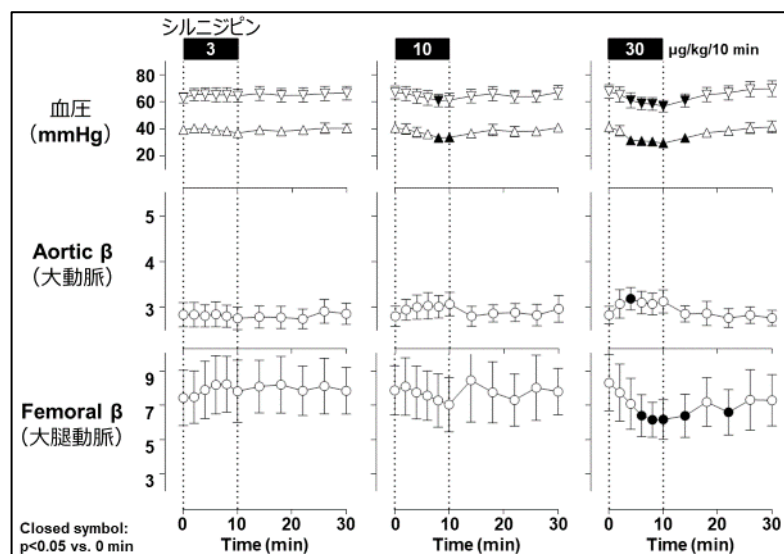 シルニジピン
3 10 30 μg/kg/10 min
血圧
(mmHg)
80
60
40
20
Aortic β
（大動脈）
5
4
3
Femoral β
（大腿動脈）
9
7
5
3
0 10 20 30 0 10 20 30 0 10 20 30
Time (min) Time (min) Time (min)
Closed symbol:
p<0.05 vs. 0 min